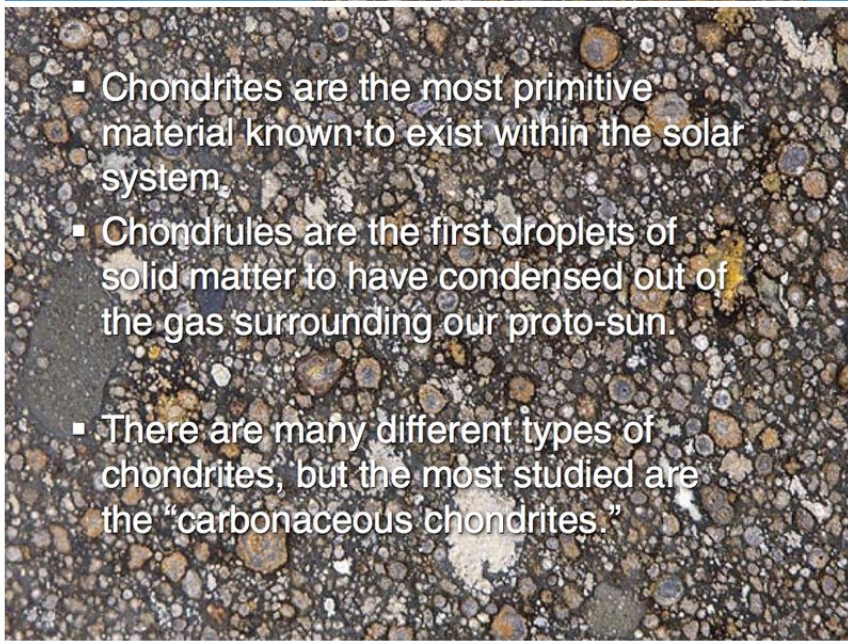 ▪ Chondrites are the most primitive
material known to exist within the solar
system.
▪ Chondrules are the first droplets of
solid matter to have condensed out of
the gas surrounding our proto-sun.
▪ There are many different types of
chondrites, but the most studied are
the “carbonaceous chondrites.”